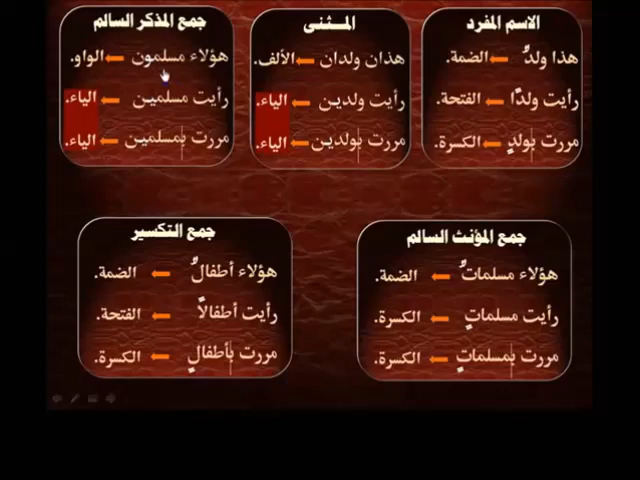 الاسم المفرد
هذا ولدٌ ← الضمة.
رأيت ولدًا ← الفتحة.
مررت بولدٍ ← الكسرة.
المـثنى
هذان ولدان ← الألف.
رأيت ولدين ← الياء.
مررت بولدين ← الياء.
جمع المذكر السالم
هؤلاء مسلمون ← الواو.
رأيت مسلمين ← الياء.
مررت بمسلمين ← الياء.
جمع المؤنث السالم
هؤلاء مسلماتٌ ← الضمة.
رأيت مسلماتٍ ← الكسرة.
مررت بمسلماتٍ ← الكسرة.
جمع التكسير
هؤلاء أطفالٌ ← الضمة.
رأيت أطفالاً ← الفتحة.
مررت بأطفالٍ ← الكسرة.